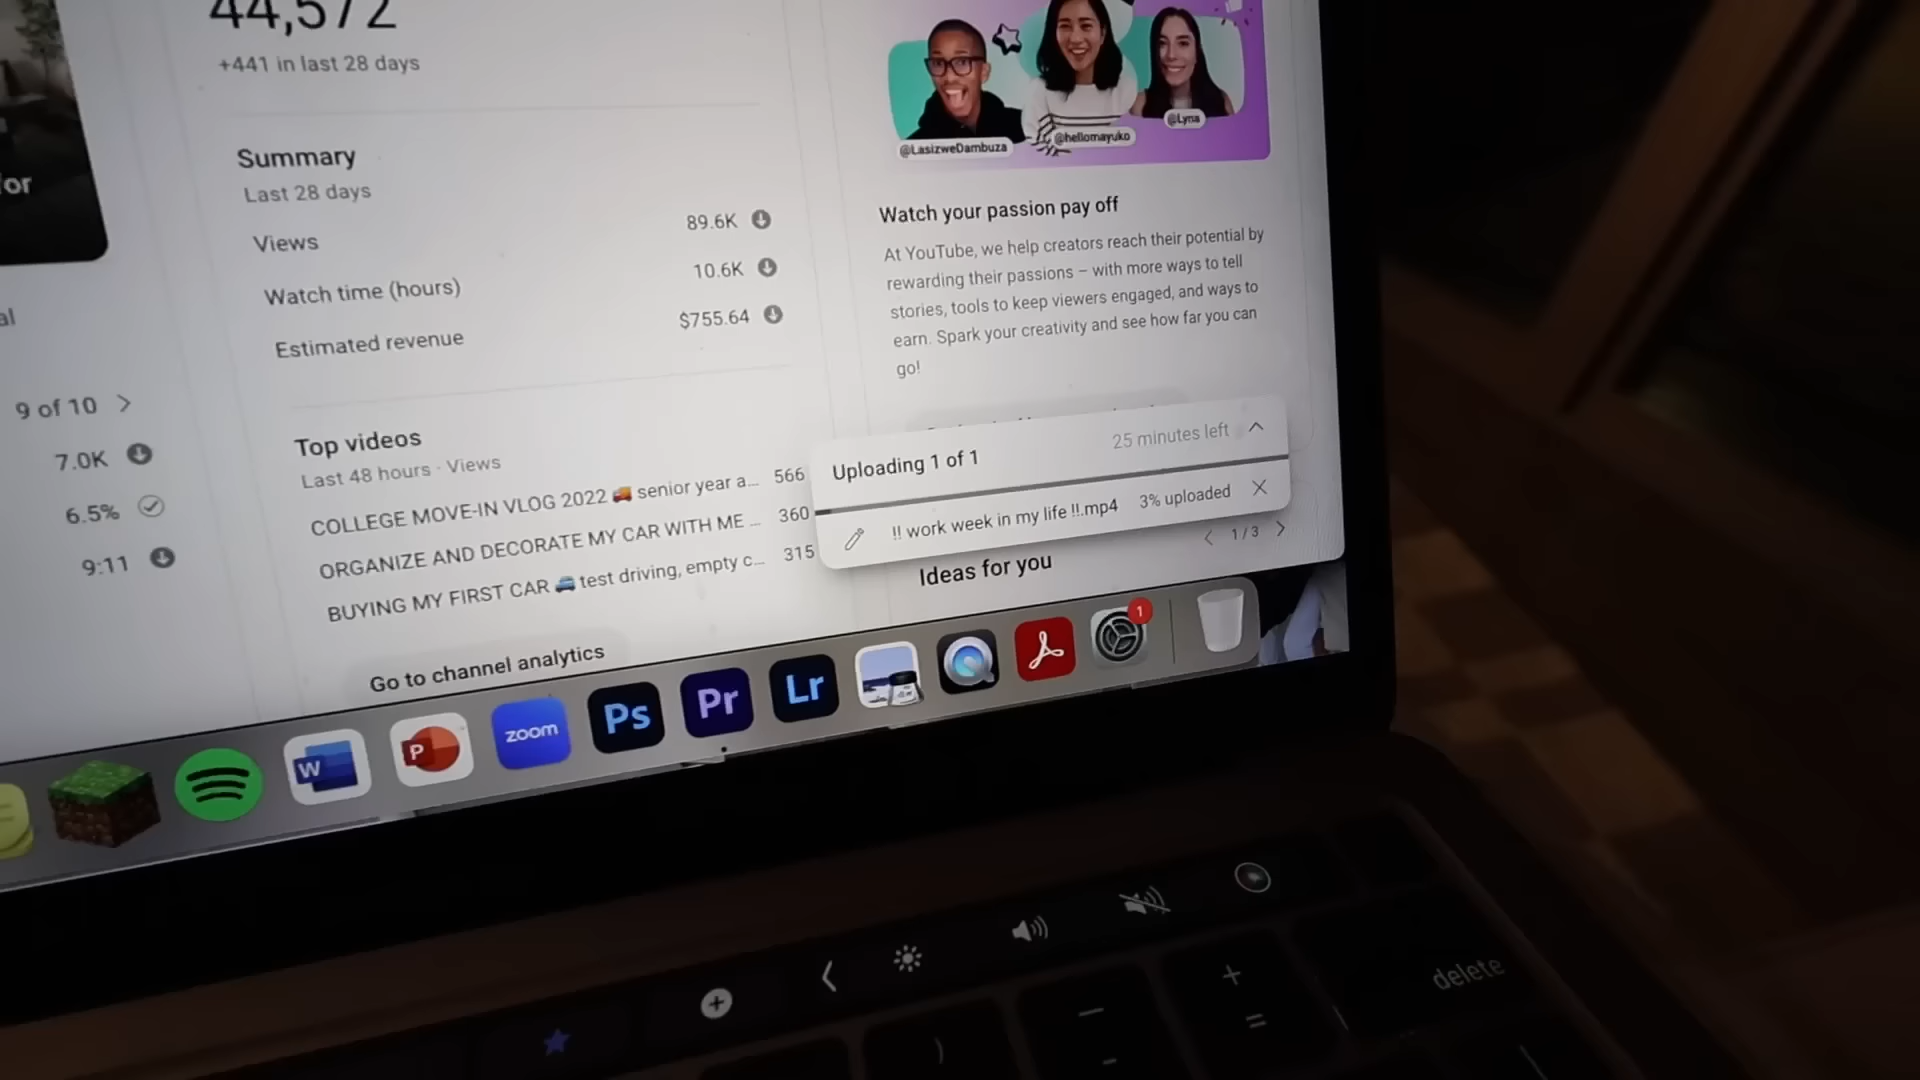 44,572
+441 in last 28 days
Summary
Last 28 days
Views 89.6K
Watch time (hours) 10.6K
Estimated revenue $755.64
Top videos
Last 48 hours · Views
COLLEGE MOVE-IN VLOG 2022 🚚 senior year a... 566
ORGANIZE AND DECORATE MY CAR WITH ME ... 360
BUYING MY FIRST CAR 🚙 test driving, empty c... 315
Go to channel analytics
or
al
9 of 10
7.0K
6.5%
9:11
@LasizweDambuza
@hellomayuko
@Lyna
Watch your passion pay off
At YouTube, we help creators reach their potential by
rewarding their passions – with more ways to tell
stories, tools to keep viewers engaged, and ways to
earn. Spark your creativity and see how far you can
go!
Uploading 1 of 1 25 minutes left
!! work week in my life !!.mp4 3% uploaded
1/3
Ideas for you
W
P
zoom
Ps
Pr
Lr
1
+
=
delete
)
—
-